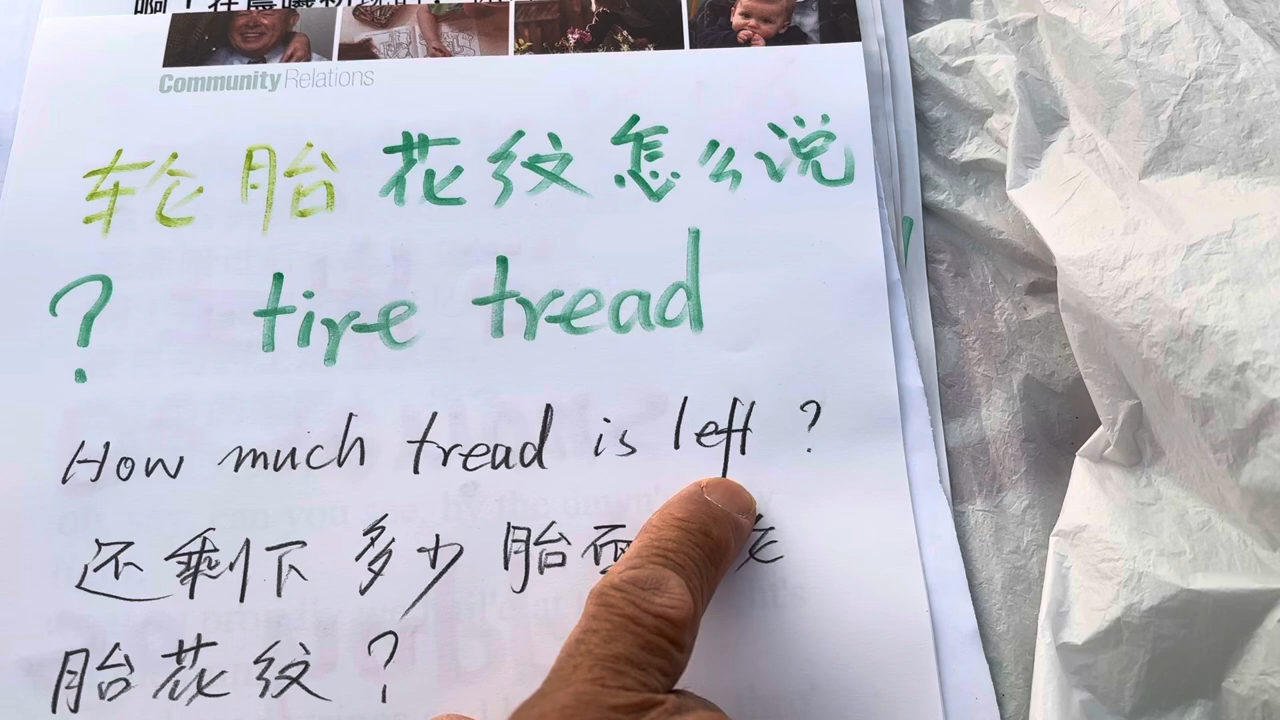 Community Relations
轮胎花纹怎么说
? tire tread
How much tread is left?
还剩下多少胎面
胎花纹?